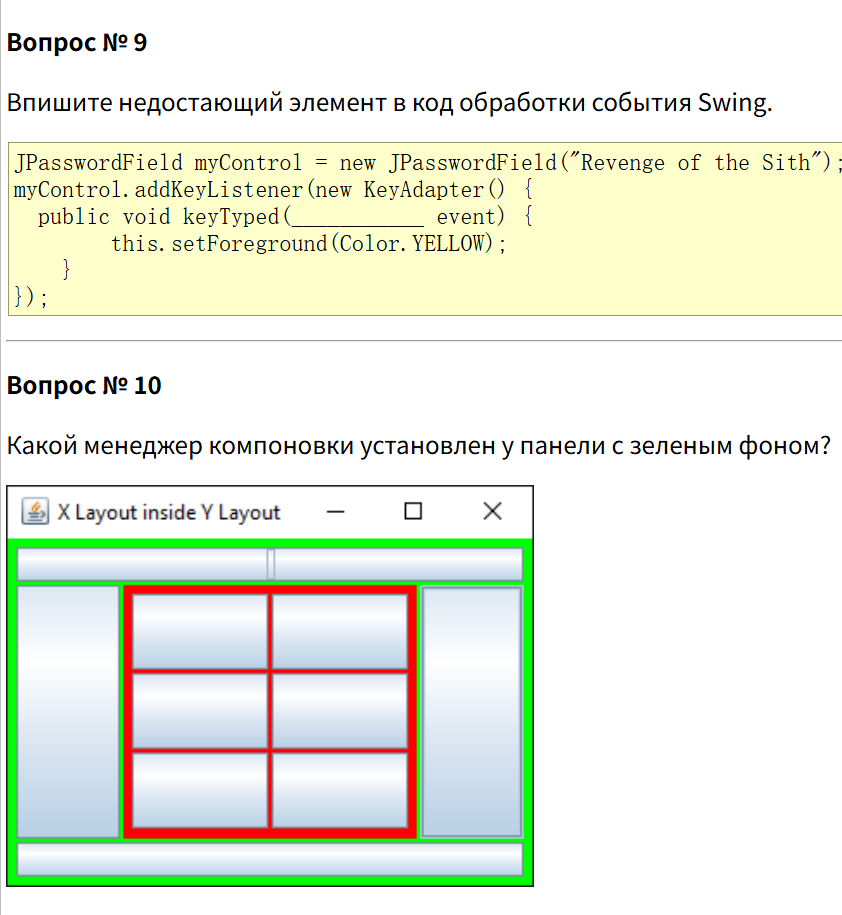 Вопрос № 9
Впишите недостающий элемент в код обработки события Swing.
JPasswordField myControl = new JPasswordField("Revenge of the Sith");
myControl.addKeyListener(new KeyAdapter() {
public void keyTyped(___________ event) {
this.setForeground(Color.YELLOW);
}
});
Вопрос № 10
Какой менеджер компоновки установлен у панели с зеленым фоном?
X Layout inside Y Layout